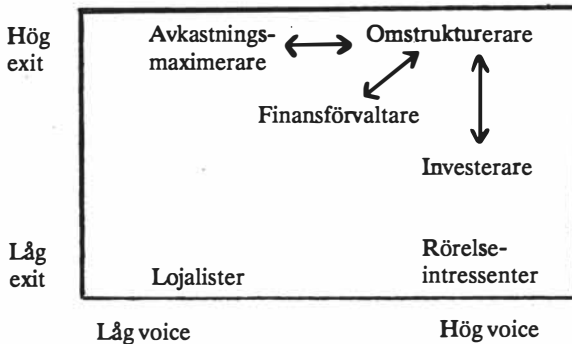 Hög
exit
Avkastnings-
maximerare
Omstrukturerare
Finansförvaltare
Investerare
Låg
exit
Lojalister
Rörelse-
intressenter
Låg voice
Hög voice